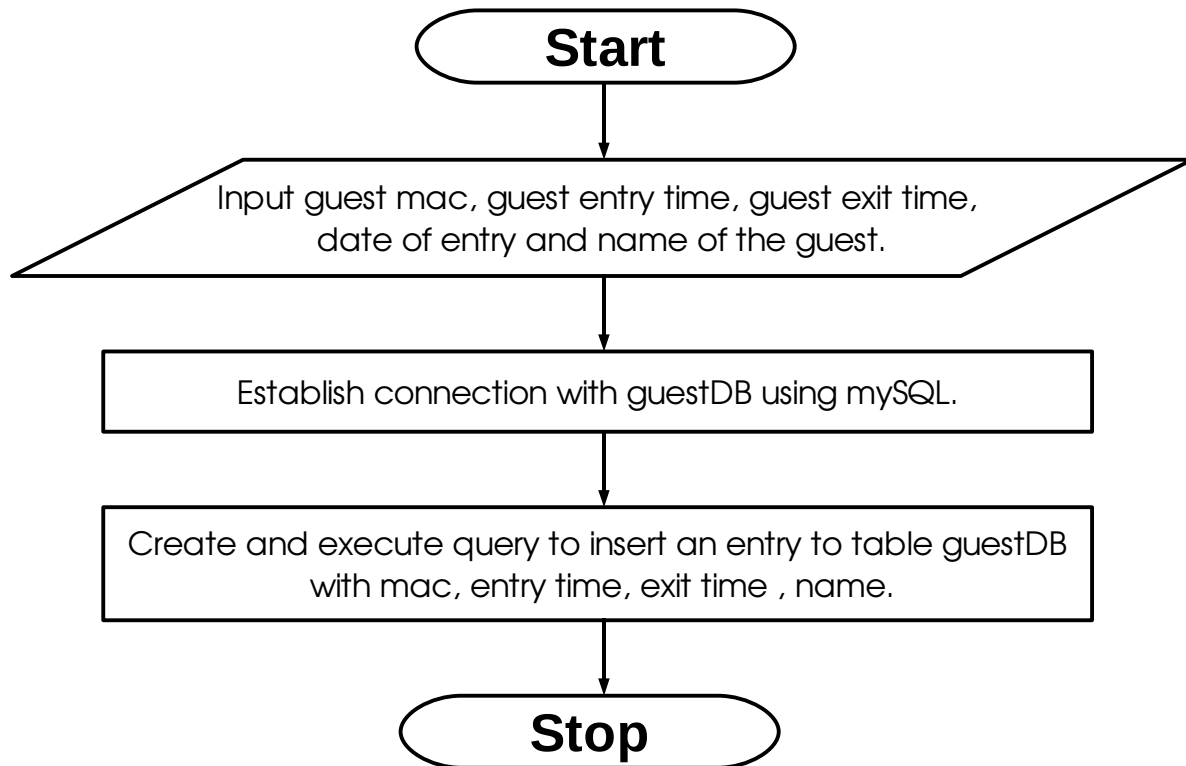 Start
Input guest mac, guest entry time, guest exit time,
date of entry and name of the guest.
Establish connection with guestDB using mySQL.
Create and execute query to insert an entry to table guestDB
with mac, entry time, exit time , name.
Stop